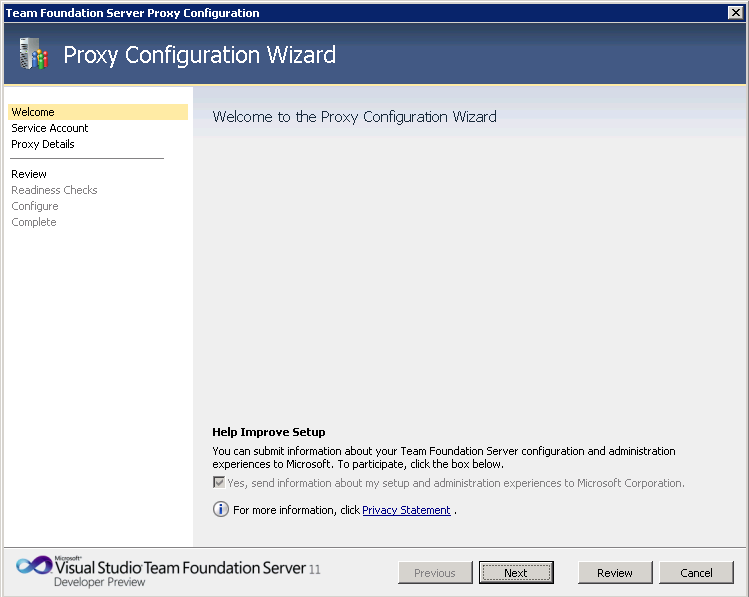 Team Foundation Server Proxy Configuration
Proxy Configuration Wizard
Welcome
Service Account
Proxy Details
Review
Readiness Checks
Configure
Complete
Welcome to the Proxy Configuration Wizard
Help Improve Setup
You can submit information about your Team Foundation Server configuration and administration
experiences to Microsoft. To participate, click the box below.
Yes, send information about my setup and administration experiences to Microsoft Corporation.
For more information, click Privacy Statement .
Microsoft®
Visual Studio Team Foundation Server 11
Developer Preview
Previous
Next
Review
Cancel